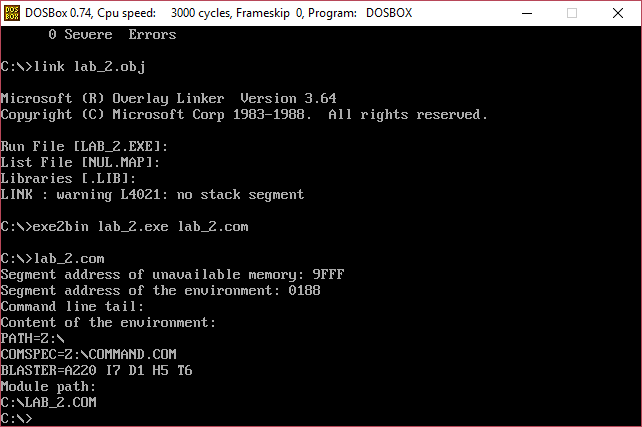 DOS
BOX
DOSBox 0.74, Cpu speed: 3000 cycles, Frameskip 0, Program: DOSBOX
0 Severe Errors
C:\>link lab_2.obj
Microsoft (R) Overlay Linker Version 3.64
Copyright (C) Microsoft Corp 1983-1988. All rights reserved.
Run File [LAB_2.EXE]:
List File [NUL.MAP]:
Libraries [.LIB]:
LINK : warning L4021: no stack segment
C:\>exe2bin lab_2.exe lab_2.com
C:\>lab_2.com
Segment address of unavailable memory: 9FFF
Segment address of the environment: 0188
Command line tail:
Content of the environment:
PATH=Z:\
COMSPEC=Z:\COMMAND.COM
BLASTER=A220 I7 D1 H5 T6
Module path:
C:\LAB_2.COM
C:\>